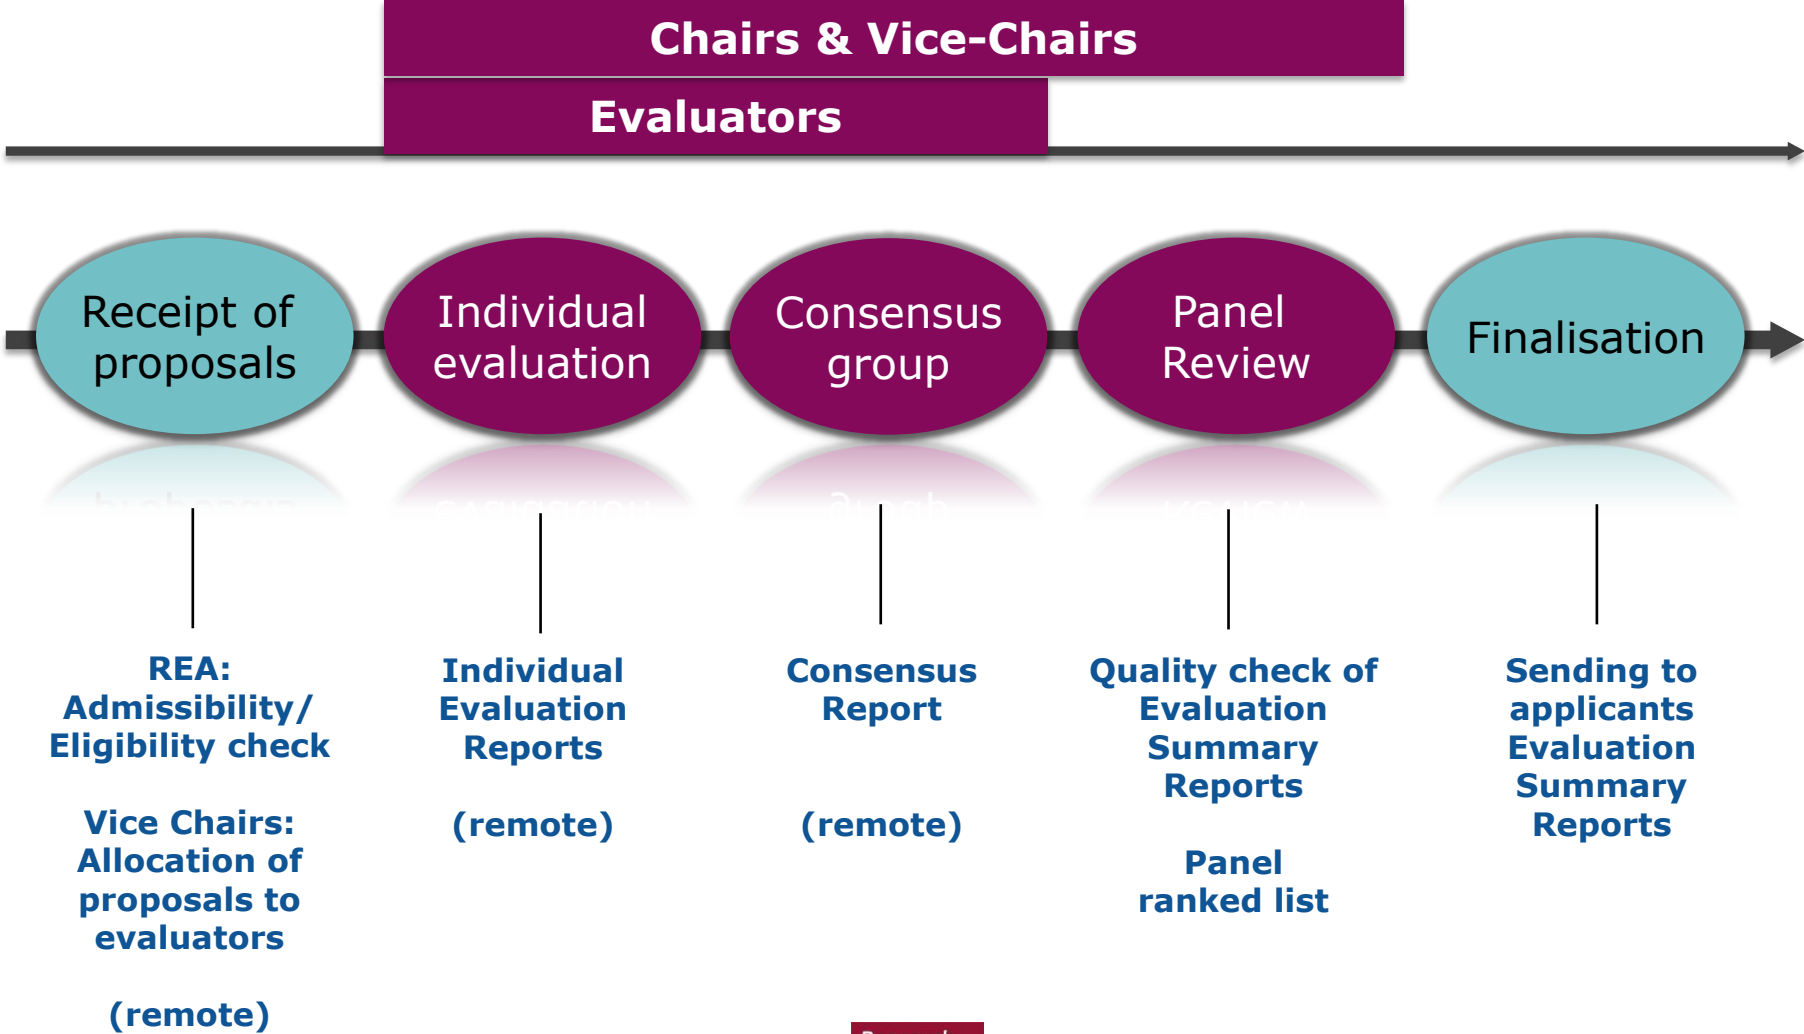 Chairs & Vice-Chairs
Evaluators
Receipt of
proposals
Individual
evaluation
Consensus
group
Panel
Review
Finalisation
REA:
Admissibility/
Eligibility check
Vice Chairs:
Allocation of
proposals to
evaluators
(remote)
Individual
Evaluation
Reports
(remote)
Consensus
Report
(remote)
Quality check of
Evaluation
Summary
Reports
Panel
ranked list
Sending to
applicants
Evaluation
Summary
Reports